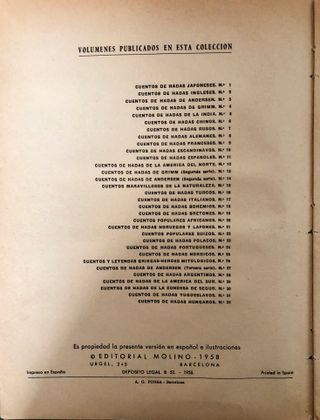 VOLUMENES PUBLICADOS EN ESTA COLECCION
CUENTOS DE HADAS JAPONESES. N.º 1
CUENTOS DE HADAS INGLESES. N.º 2
CUENTOS DE HADAS DE ANDERSEN. N.º 3
CUENTOS DE HADAS DE GRIMM. N.º 4
CUENTOS DE HADAS DE LA INDIA. N.º 5
CUENTOS DE HADAS CHINOS. N.º 6
CUENTOS DE HADAS RUSOS. N.º 7
CUENTOS DE HADAS ALEMANES. N.º 8
CUENTOS DE HADAS FRANCESES. N.º 9
CUENTOS DE HADAS ESCANDINAVOS. N.º 10
CUENTOS DE HADAS ESPAÑOLES. N.º 11
CUENTOS DE HADAS DE LA AMERICA DEL NORTE. N.º 12
CUENTOS DE HADAS DE GRIMM (Segunda serie). N.º 13
CUENTOS DE HADAS DE ANDERSEN (Segunda serie). N.º 14
CUENTOS MARAVILLOSOS DE LA NATURALEZA. N.º 15
CUENTOS DE HADAS TURCOS. N.º 16
CUENTOS DE HADAS ITALIANOS. N.º 17
CUENTOS DE HADAS BOHEMIOS. N.º 18
CUENTOS DE HADAS BRETONES. N.º 19
CUENTOS POPULARES AFRICANOS. N.º 20
CUENTOS DE HADAS NORUEGOS Y LAPONES. N.º 21
CUENTOS POPULARES SUIZOS. N.º 22
CUENTOS DE HADAS POLACOS. N.º 23
CUENTOS DE HADAS PORTUGUESES. N.º 24
CUENTOS DE HADAS NORDICOS. N.º 25
CUENTOS Y LEYENDAS GRIEGAS-HEROES MITOLOGICOS. N.º 26
CUENTOS DE HADAS DE ANDERSEN (Tercera serie). N.º 27
CUENTOS DE HADAS ARGENTINOS. N.º 28
CUENTOS DE HADAS DE LA AMERICA DEL SUR. N.º 29
CUENTOS DE HADAS DE LA CONDESA DE SEGUR. N.º 30
CUENTOS DE HADAS YUGOESLAVOS. N.º 31
CUENTOS DE HADAS HUNGAROS. N.º
Es propiedad la presente versión en español e ilustraciones
© EDITORIAL MOLINO - 1958
URGEL, 245 BARCELONA
Impreso en España DEPOSITO LEGAL B. 53. - 1958. Printed in Spain
A. G. PONSA - Barcelona